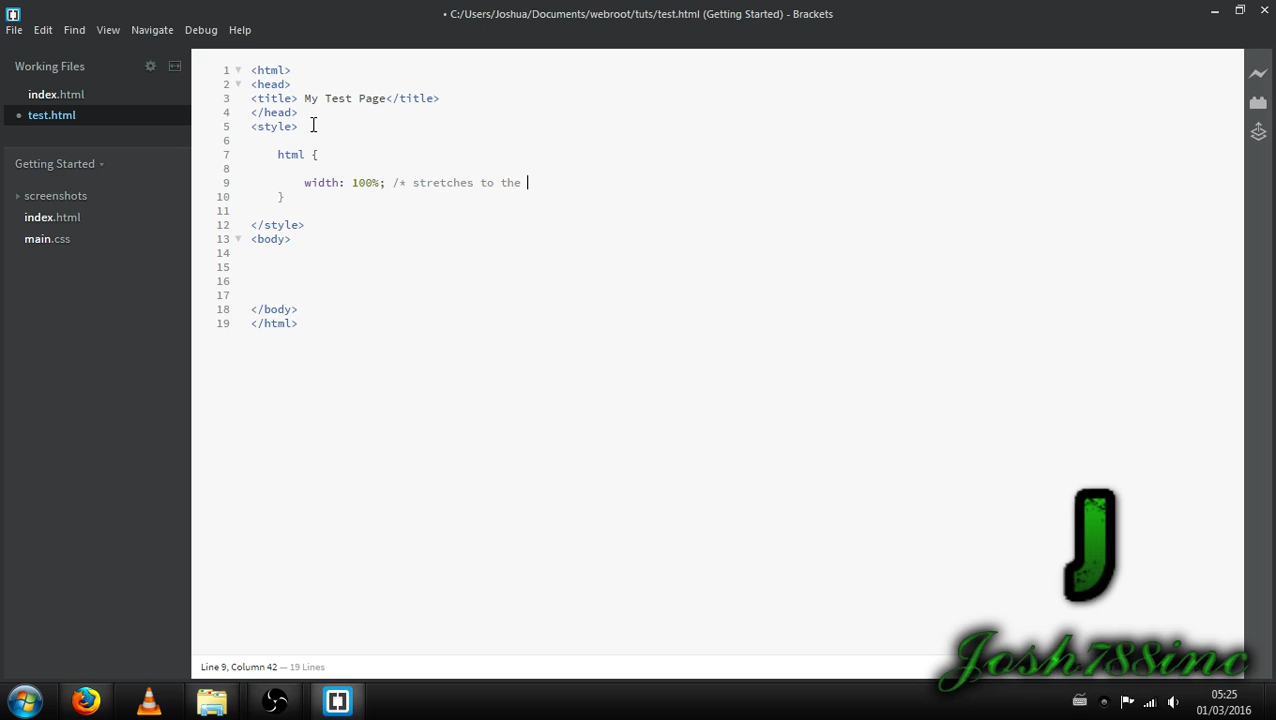 • C:/Users/Joshua/Documents/webroot/tuts/test.html (Getting Started) - Brackets
File Edit Find View Navigate Debug Help
Working Files
index.html
test.html
Getting Started
screenshots
index.html
main.css
1 <html>
2 <head>
3 <title> My Test Page</title>
4 </head>
5 <style>
6
7 html {
8
9 width: 100%; /* stretches to the
10 }
11
12 </style>
13 <body>
14
15
16
17
18 </body>
19 </html>
Line 9, Column 42 — 19 Lines
J
Josh788inc
05:25
01/03/2016